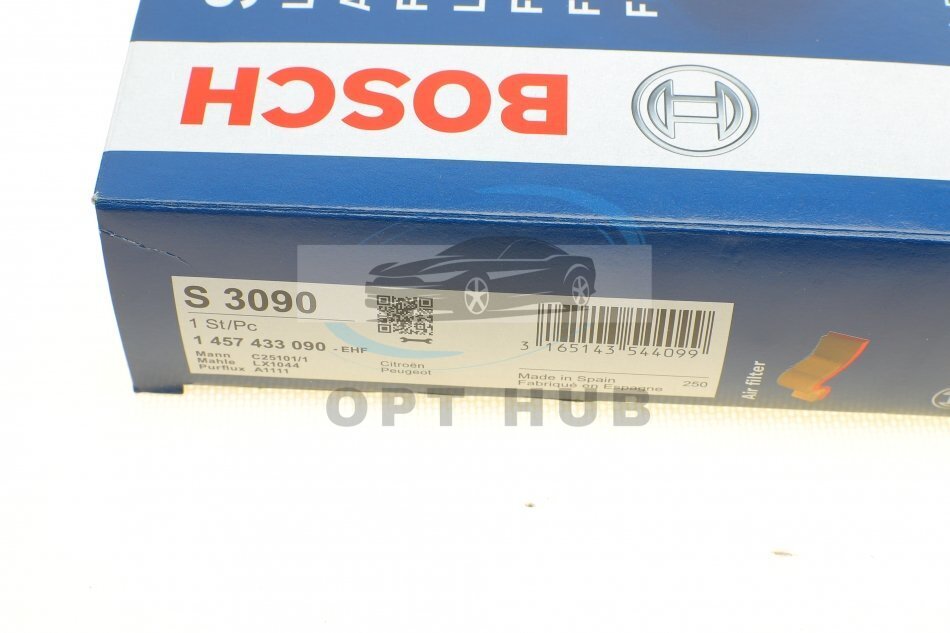 BOSCH
S 3090
1 St/Pc
1 457 433 090 - EHF
Mann C25101/1
Mahle LX1044
Purflux A1111
Citroën
Peugeot
3 165143 544099
Made in Spain
Fabriqué en Espagne 250
Air filter
OPT HUB